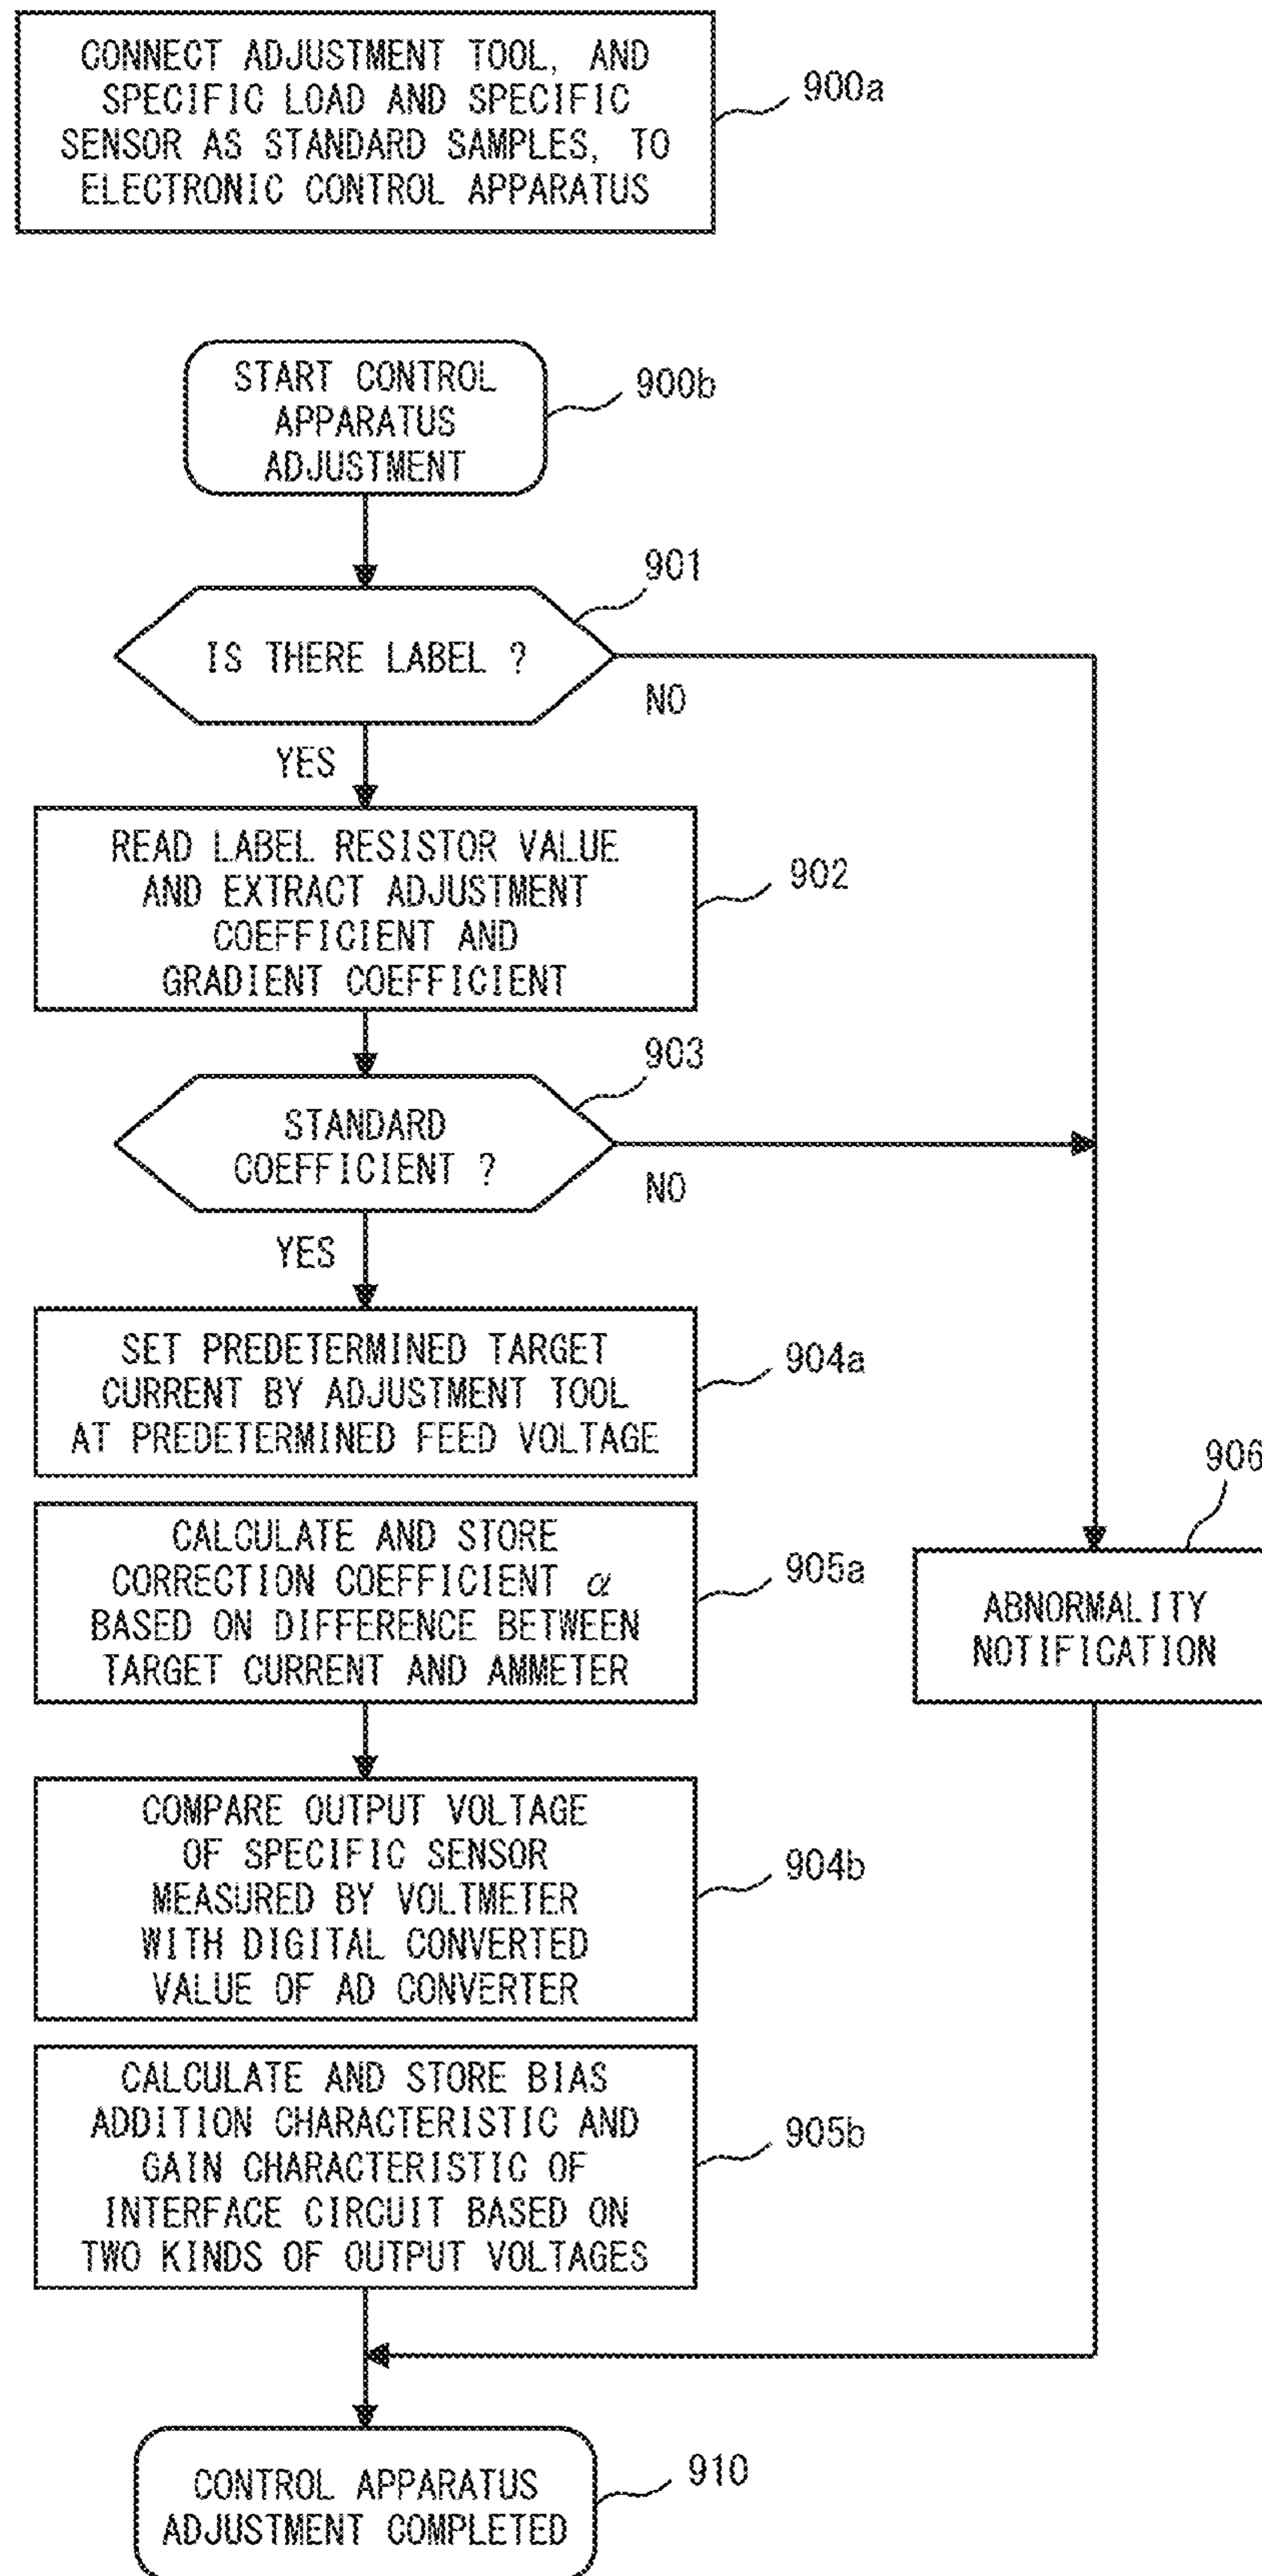 CONNECT ADJUSTMENT TOOL, AND
SPECIFIC LOAD AND SPECIFIC
SENSOR AS STANDARD SAMPLES, TO
ELECTRONIC CONTROL APPARATUS
900a
START CONTROL
APPARATUS
ADJUSTMENT
900b
901
IS THERE LABEL ?
NO
YES
READ LABEL RESISTOR VALUE
AND EXTRACT ADJUSTMENT
COEFFICIENT AND
GRADIENT COEFFICIENT
902
903
STANDARD
COEFFICIENT ?
NO
YES
SET PREDETERMINED TARGET
CURRENT BY ADJUSTMENT TOOL
AT PREDETERMINED FEED VOLTAGE
904a
CALCULATE AND STORE
CORRECTION COEFFICIENT α
BASED ON DIFFERENCE BETWEEN
TARGET CURRENT AND AMMETER
905a
906
ABNORMALITY
NOTIFICATION
COMPARE OUTPUT VOLTAGE
OF SPECIFIC SENSOR
MEASURED BY VOLTMETER
WITH DIGITAL CONVERTED
VALUE OF AD CONVERTER
904b
CALCULATE AND STORE BIAS
ADDITION CHARACTERISTIC AND
GAIN CHARACTERISTIC OF
INTERFACE CIRCUIT BASED ON
TWO KINDS OF OUTPUT VOLTAGES
905b
CONTROL APPARATUS
ADJUSTMENT COMPLETED
910